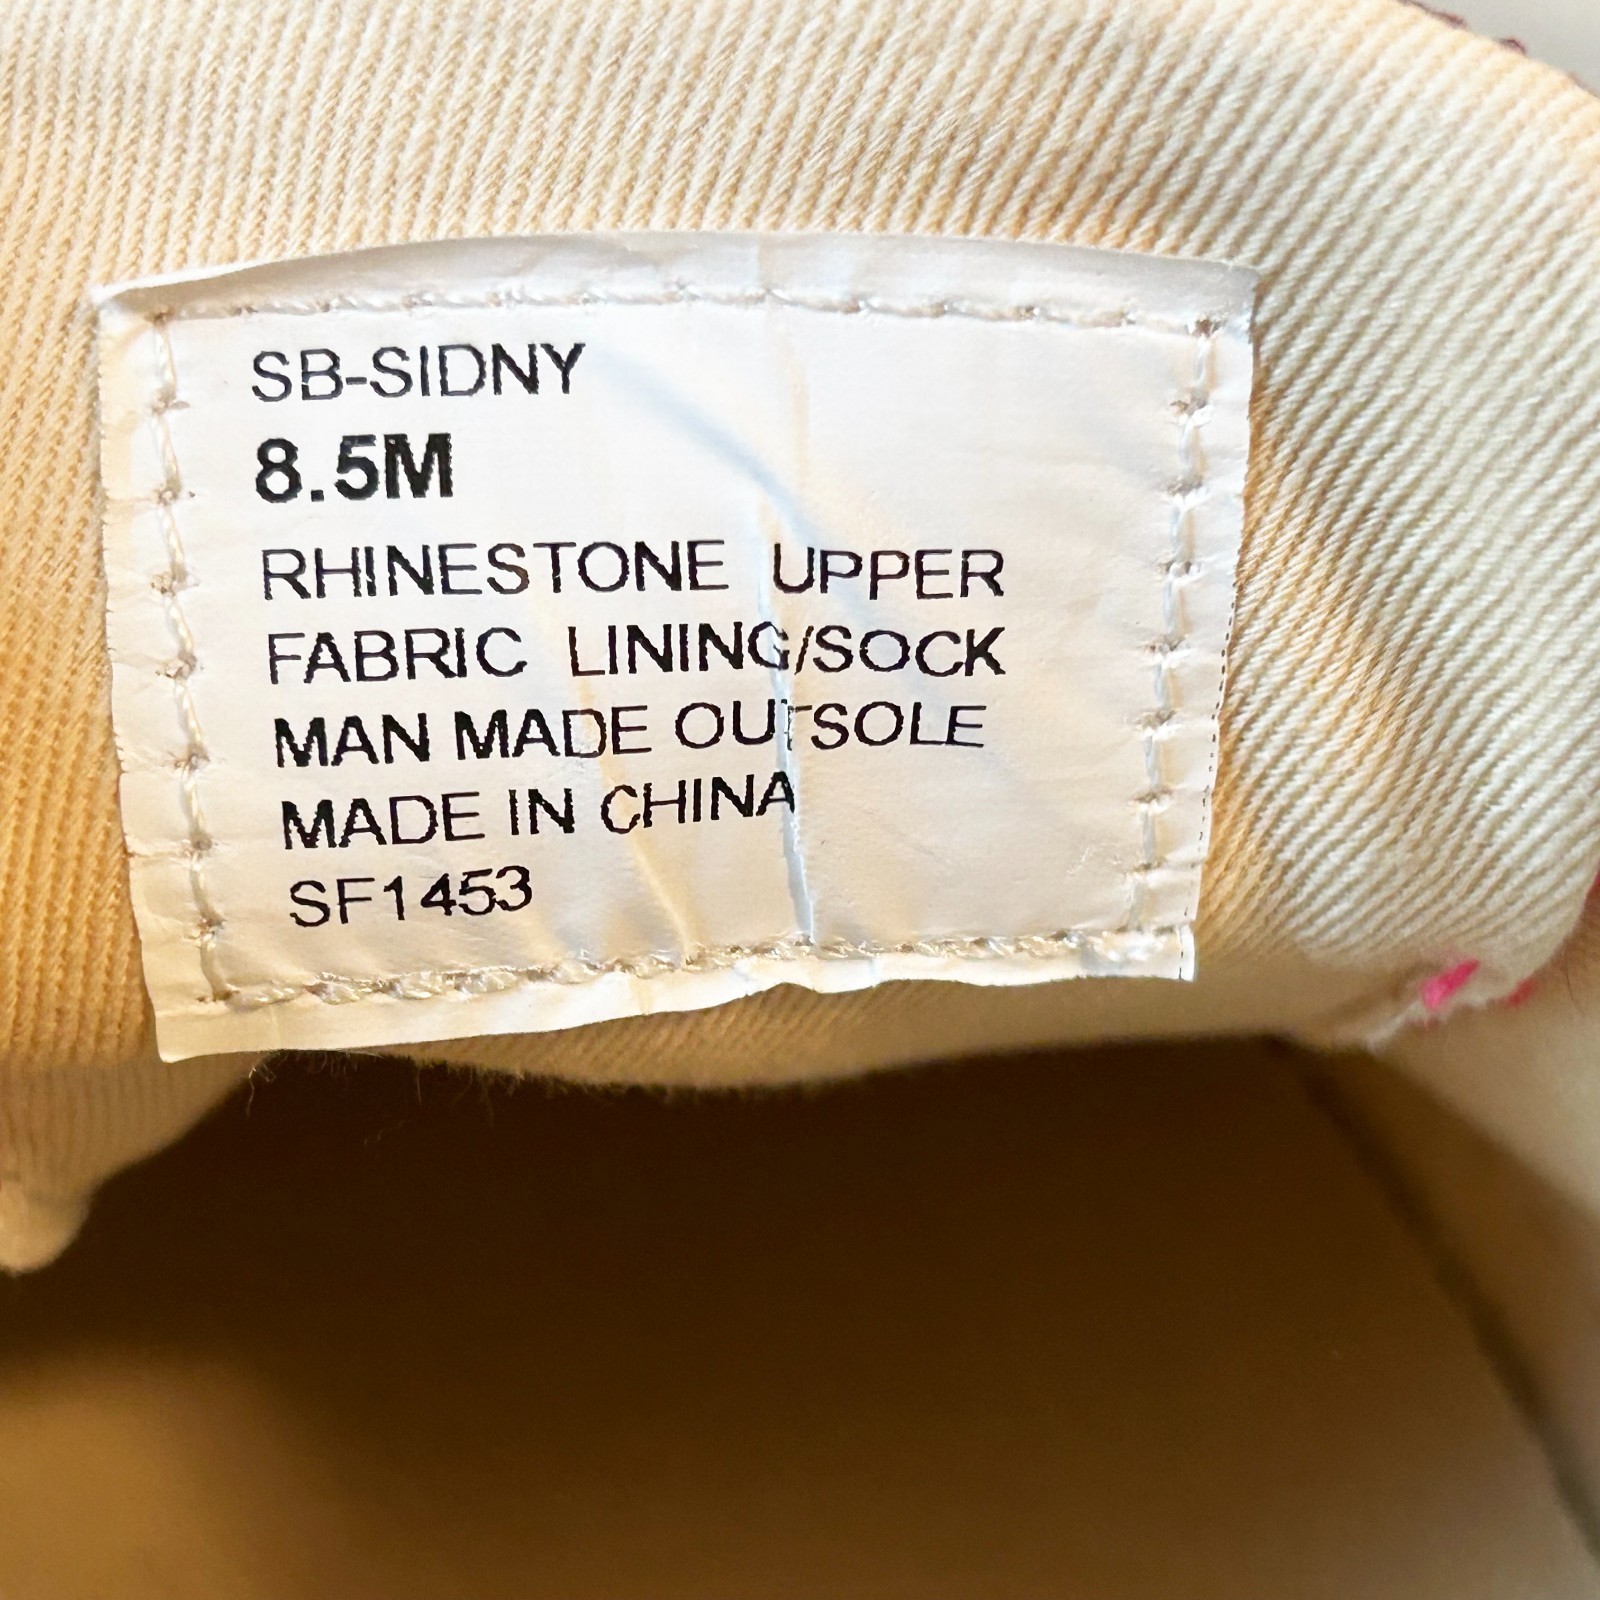 SB-SIDNY
8.5M
RHINESTONE UPPER
FABRIC LINING/SOCK
MAN MADE OUTSOLE
MADE IN CHINA
SF1453